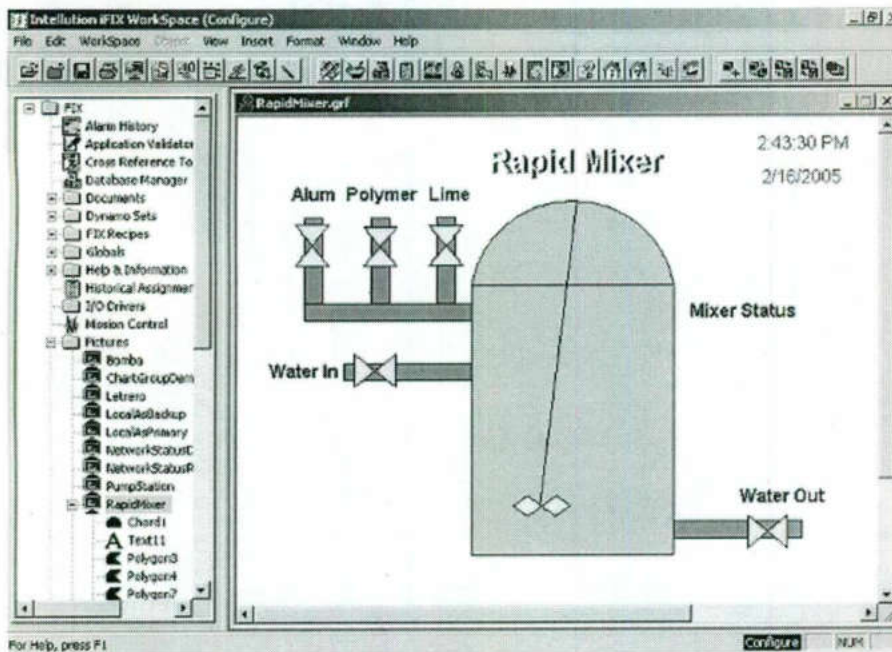 Intellution iFIX WorkSpace (Configure)
File Edit WorkSpace Object View Insert Format Window Help
FIX
Alarm History
Application Validator
Cross Reference To
Database Manager
Documents
Dynamo Sets
FIX Recipes
Globals
Help & Information
Historical Assignmen
I/O Drivers
Mission Control
Pictures
Bomba
ChartGroupDem
Letrero
LocalAsBackup
LocalAsPrimary
NetworkStatusD
NetworkStatusR
PumpStation
RapidMixer
Chord1
A Text11
Polygon3
Polygon4
Polygon7
RapidMixer.grf
Rapid Mixer
2:43:30 PM
2/16/2005
Alum Polymer Lime
Mixer Status
Water In
Water Out
For Help, press F1
Configure NUM